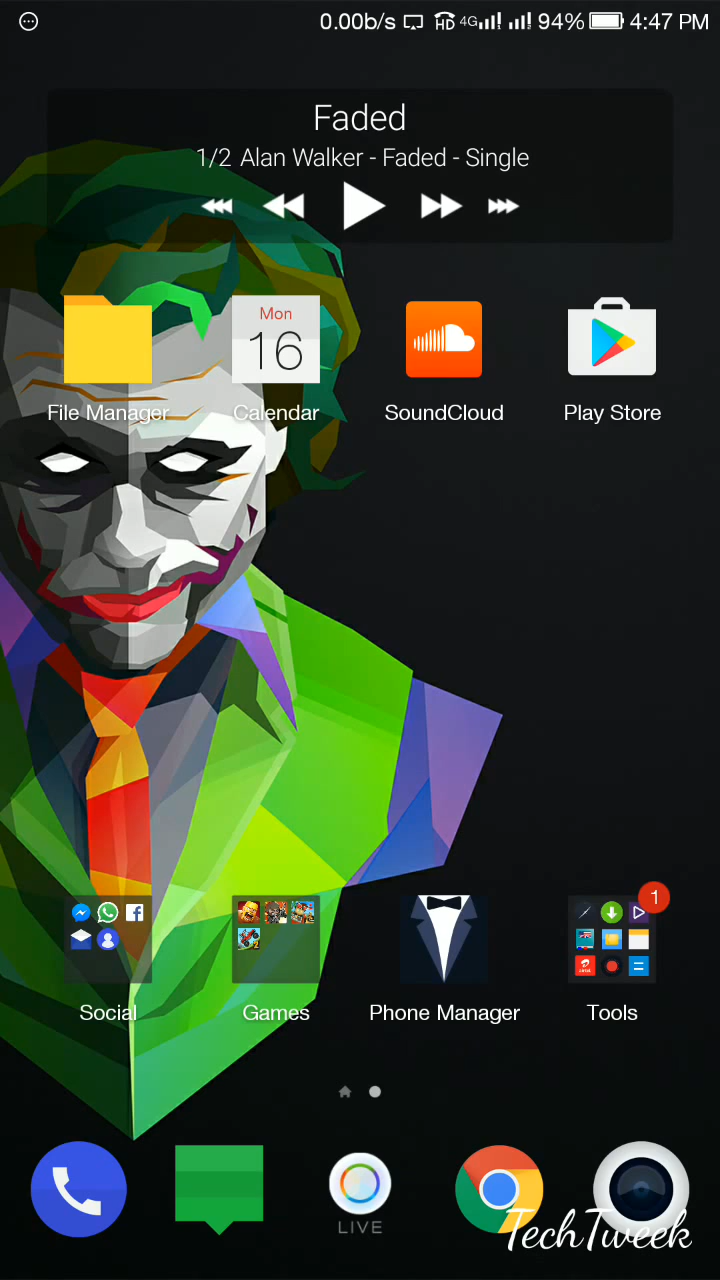 0.00b/s HD 4G 94% 4:47 PM
Faded
1/2 Alan Walker - Faded - Single
Mon
16
File Manager Calendar SoundCloud Play Store
1
Social Games Phone Manager Tools
LIVE
TechTweek